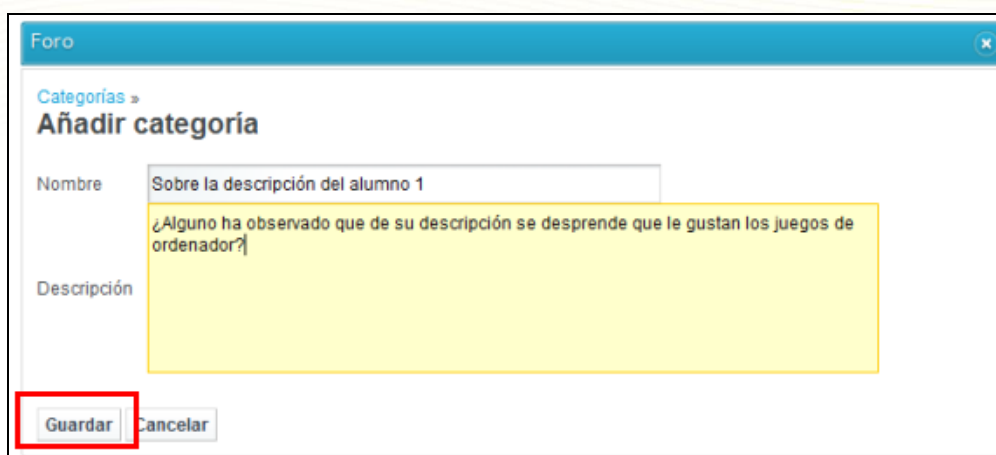 Foro
Categorías »
Añadir categoría
Nombre
Sobre la descripción del alumno 1
¿Alguno ha observado que de su descripción se desprende que le gustan los juegos de
ordenador?
Descripción
Guardar
Cancelar